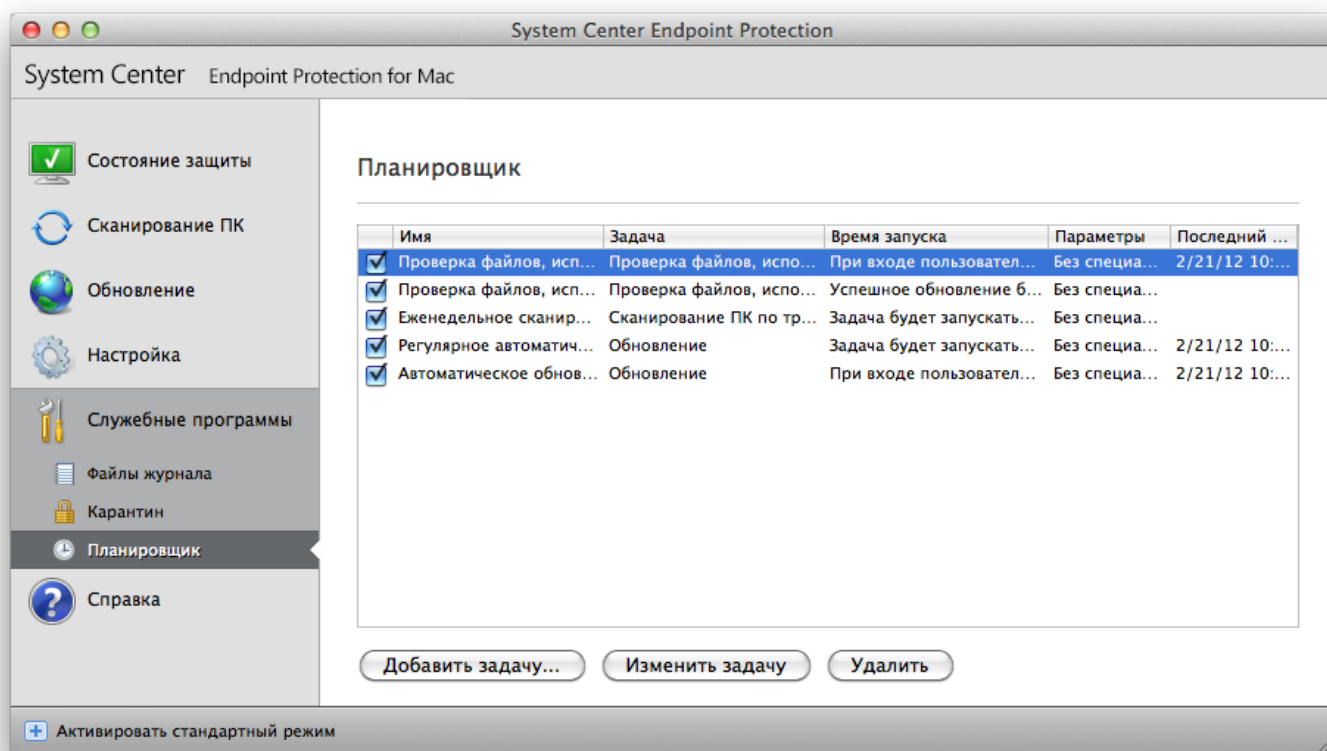 System Center Endpoint Protection
System Center Endpoint Protection for Mac
Состояние защиты
Сканирование ПК
Обновление
Настройка
Служебные программы
Файлы журнала
Карантин
Планировщик
Справка
Планировщик
Имя Задача Время запуска Параметры Последний ...
Проверка файлов, исп... Проверка файлов, испо... При входе пользовател... Без специа... 2/21/12 10:...
Проверка файлов, исп... Проверка файлов, испо... Успешное обновление б... Без специа...
Еженедельное сканир... Сканирование ПК по тр... Задача будет запускать... Без специа...
Регулярное автоматич... Обновление Задача будет запускать... Без специа... 2/21/12 10:...
Автоматическое обнов... Обновление При входе пользовател... Без специа... 2/21/12 10:...
Добавить задачу... Изменить задачу Удалить
Активировать стандартный режим